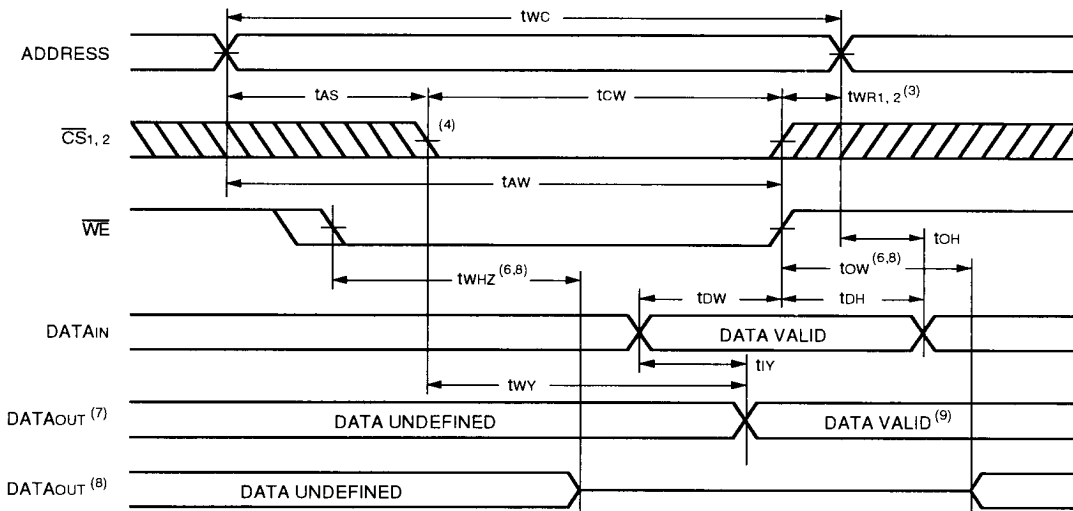 tWC
ADDRESS
tAS
tCW
tWR1, 2 (3)
CS1, 2
(4)
tAW
WE
tOH
tWHZ (6,8)
tOW (6,8)
tDW
tDH
DATAIN
DATA VALID
tIY
tWY
DATAOUT (7)
DATA UNDEFINED
DATA VALID (9)
DATAOUT (8)
DATA UNDEFINED